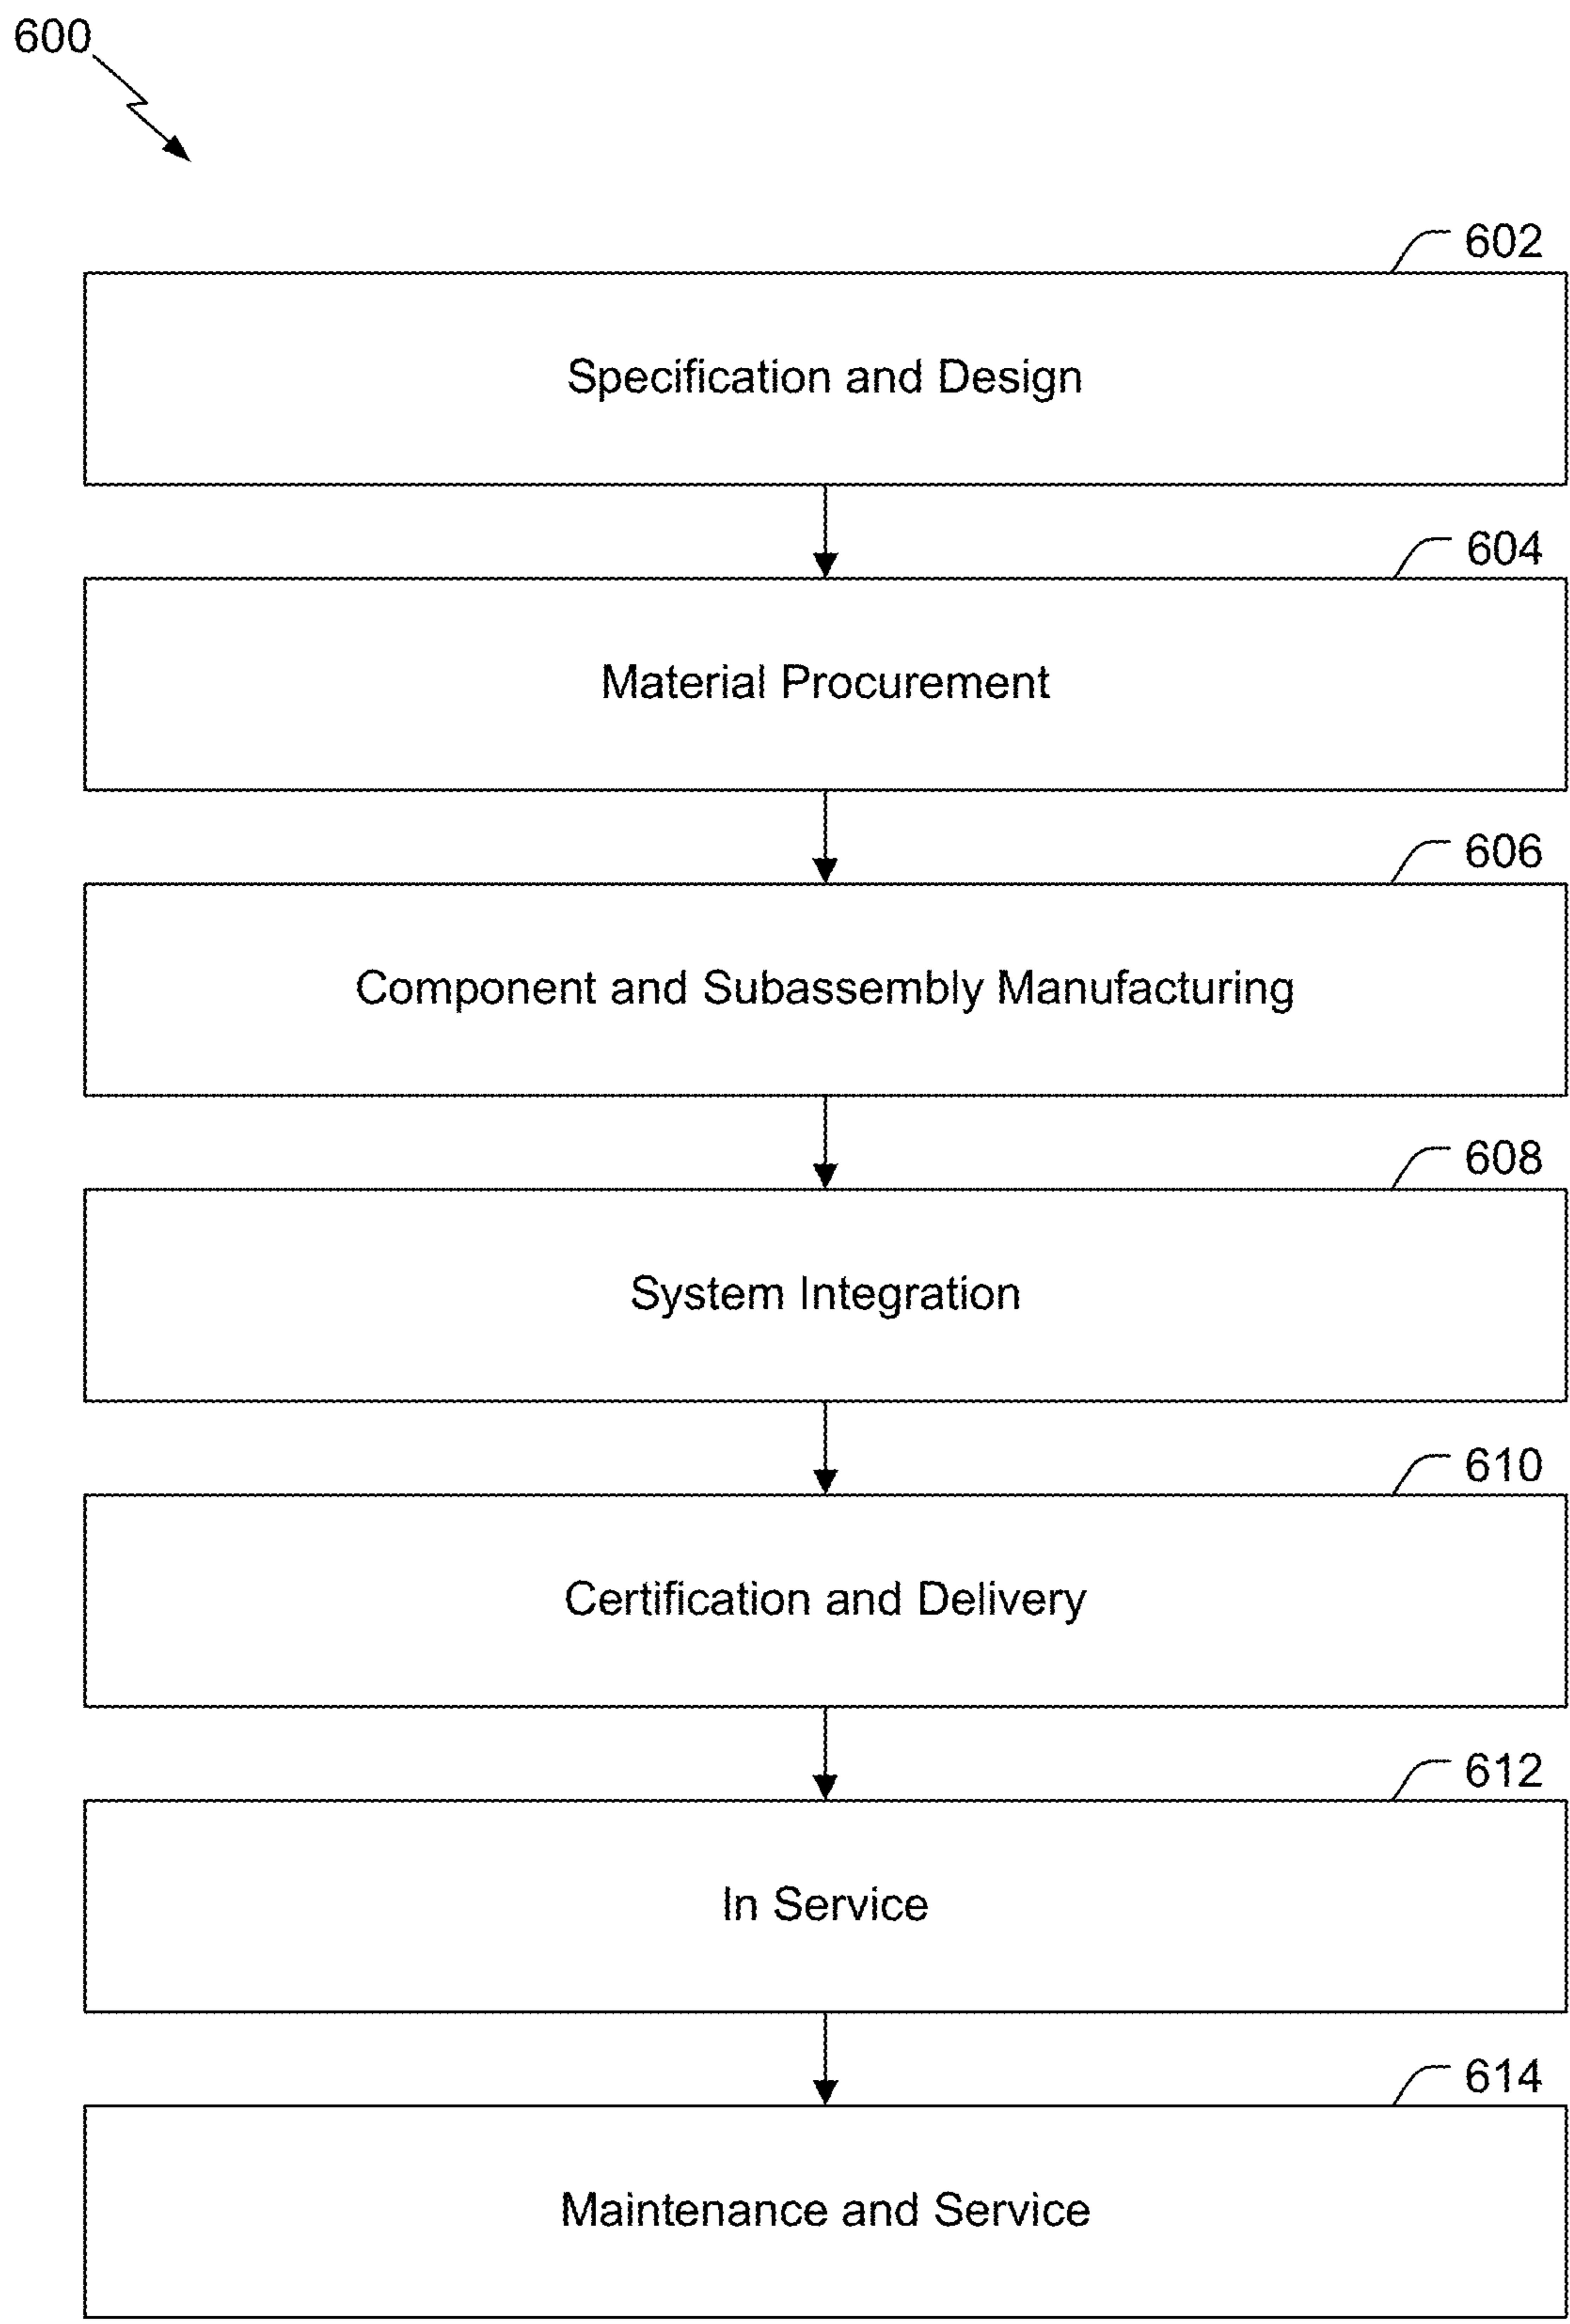 600
602
Specification and Design
604
Material Procurement
606
Component and Subassembly Manufacturing
608
System Integration
610
Certification and Delivery
612
In Service
614
Maintenance and Service